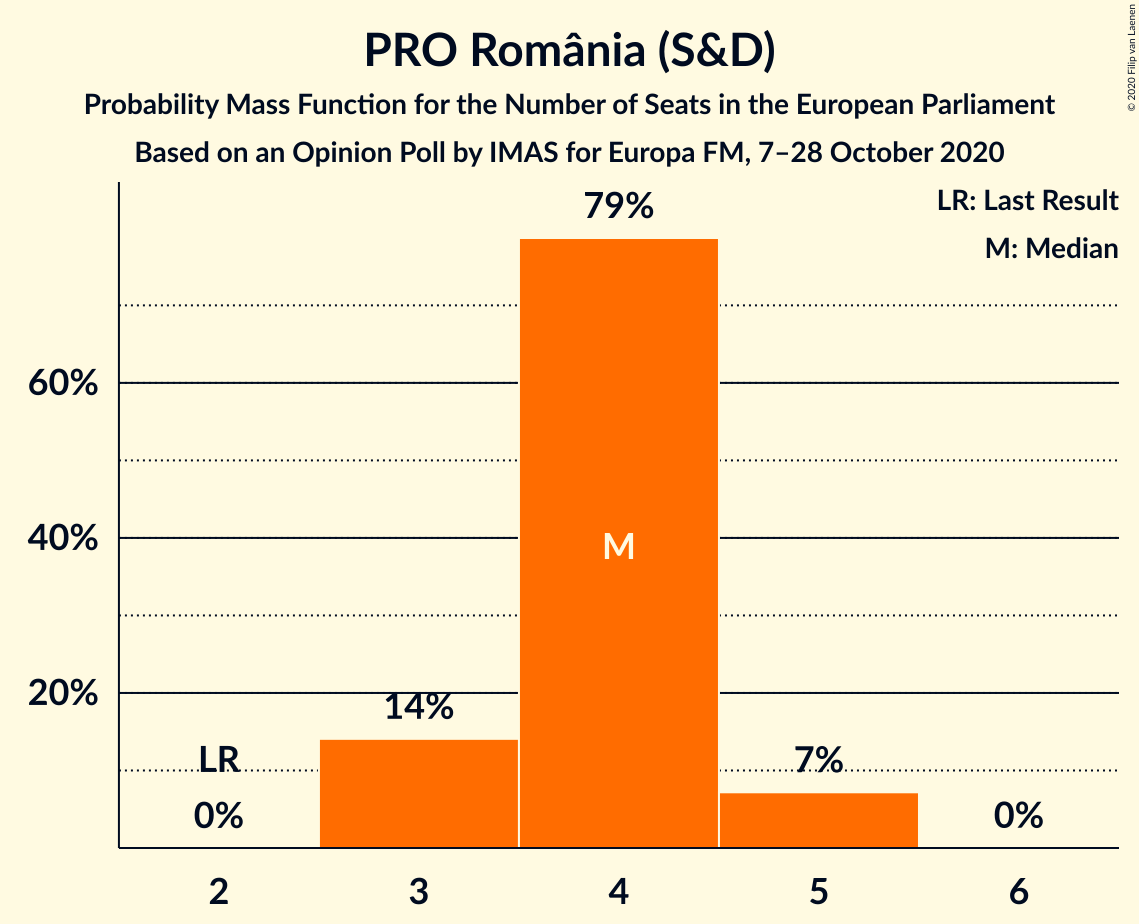 PRO România (S&D)
Probability Mass Function for the Number of Seats in the European Parliament
Based on an Opinion Poll by IMAS for Europa FM, 7–28 October 2020
© 2020 Filip van Laenen
LR: Last Result
M: Median
79%
60%
40%
M
20%
14%
LR
7%
0%
0%
2 3 4 5 6